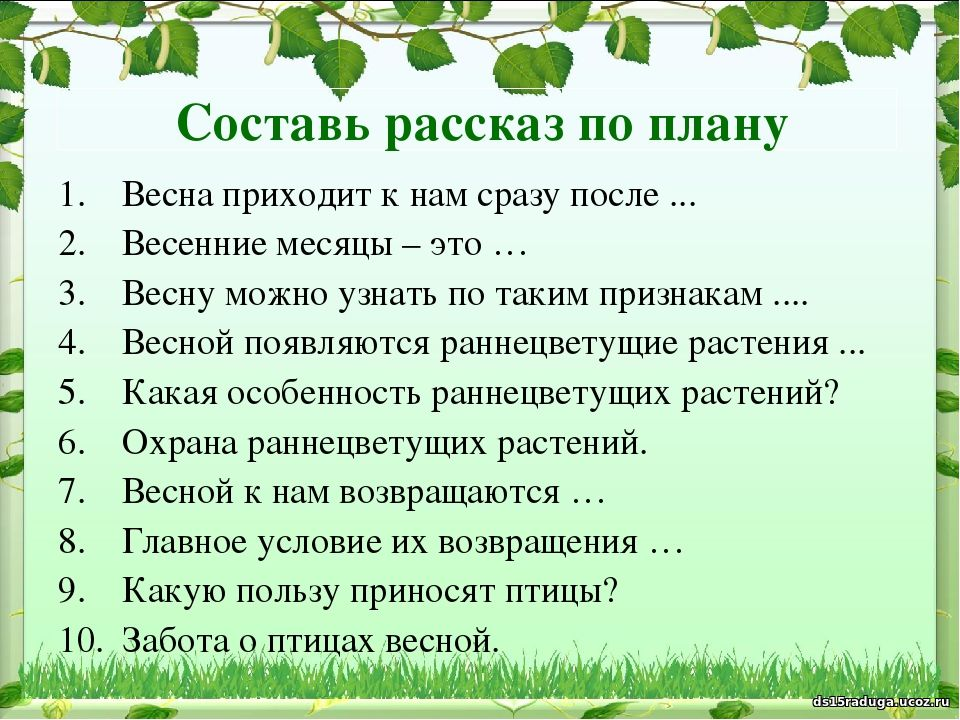 Составь рассказ по плану
1. Весна приходит к нам сразу после ...
2. Весенние месяцы – это …
3. Весну можно узнать по таким признакам ....
4. Весной появляются раннецветущие растения ...
5. Какая особенность раннецветущих растений?
6. Охрана раннецветущих растений.
7. Весной к нам возвращаются …
8. Главное условие их возвращения …
9. Какую пользу приносят птицы?
10. Забота о птицах весной.
ds15raduga.ucoz.ru